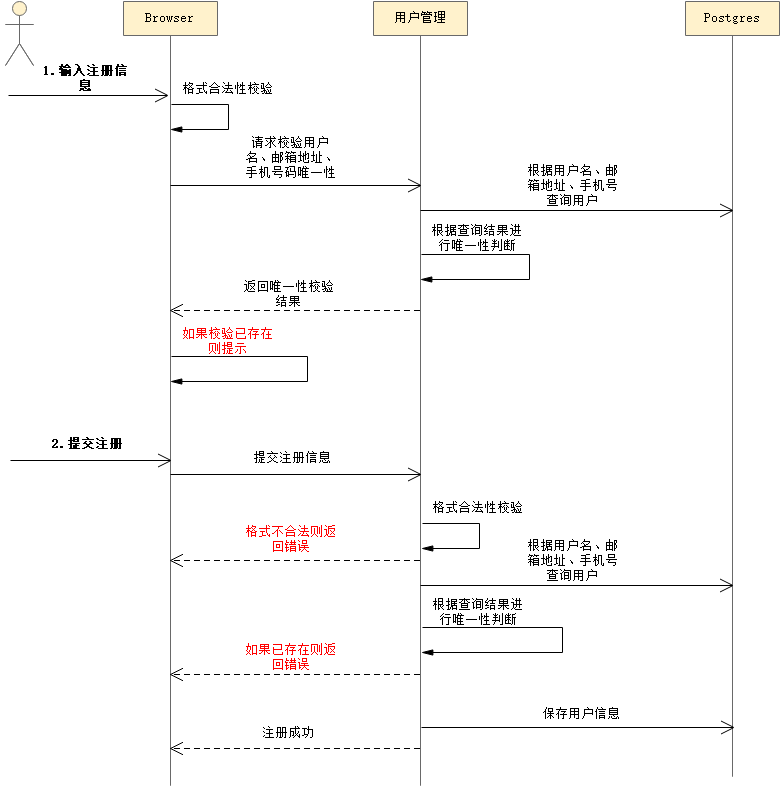 Browser
用户管理
Postgres
1.输入注册信
息
格式合法性校验
请求校验用户
名、邮箱地址、
手机号码唯一性
根据用户名、邮
箱地址、手机号
查询用户
根据查询结果进
行唯一性判断
返回唯一性校验
结果
如果校验已存在
则提示
2.提交注册
提交注册信息
格式合法性校验
格式不合法则返
回错误
根据用户名、邮
箱地址、手机号
查询用户
根据查询结果进
行唯一性判断
如果已存在则返
回错误
保存用户信息
注册成功